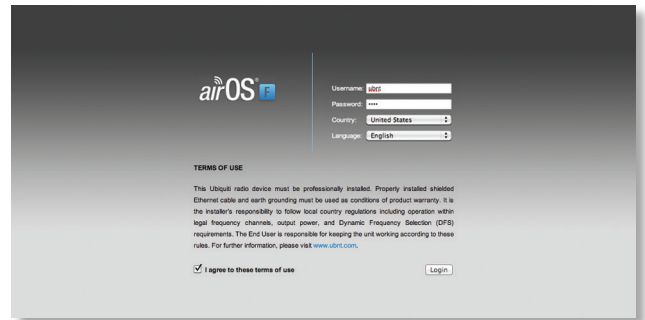 airOS F
Username: ubnt
Password: ••••
Country: United States
Language: English
TERMS OF USE
This Ubiquiti radio device must be professionally installed. Properly installed shielded
Ethernet cable and earth grounding must be used as conditions of product warranty. It is
the installer's responsibility to follow local country regulations including operation within
legal frequency channels, output power, and Dynamic Frequency Selection (DFS)
requirements. The End User is responsible for keeping the unit working according to these
rules. For further information, please visit www.ubnt.com.
I agree to these terms of use
Login